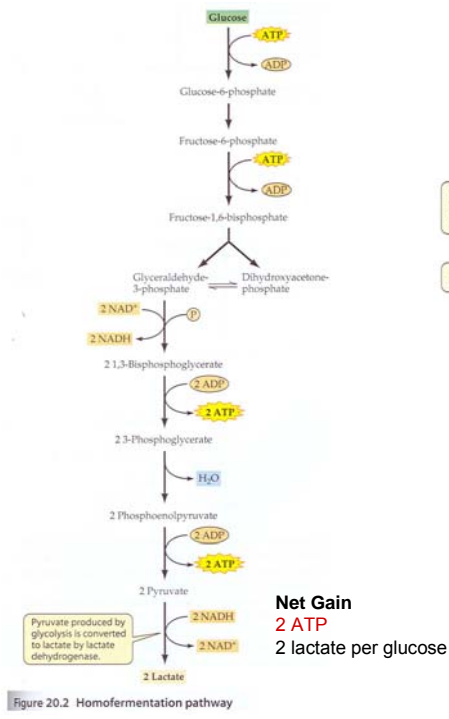 Glucose
ATP
ADP
Glucose-6-phosphate
Fructose-6-phosphate
ATP
ADP
Fructose-1,6-bisphosphate
Glyceraldehyde-
3-phosphate
Dihydroxyacetone-
phosphate
2 NAD⁺
P
2 NADH
2 1,3-Bisphosphoglycerate
2 ADP
2 ATP
2 3-Phosphoglycerate
H₂O
2 Phosphoenolpyruvate
2 ADP
2 ATP
2 Pyruvate
Pyruvate produced by
glycolysis is converted
to lactate by lactate
dehydrogenase.
2 NADH
2 NAD⁺
2 Lactate
Net Gain
2 ATP
2 lactate per glucose
Figure 20.2 Homofermentation pathway